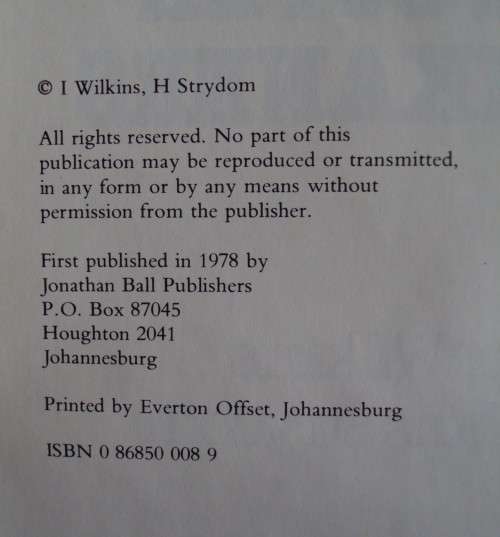 © I Wilkins, H Strydom
All rights reserved. No part of this
publication may be reproduced or transmitted,
in any form or by any means without
permission from the publisher.
First published in 1978 by
Jonathan Ball Publishers
P.O. Box 87045
Houghton 2041
Johannesburg
Printed by Everton Offset, Johannesburg
ISBN 0 86850 008 9